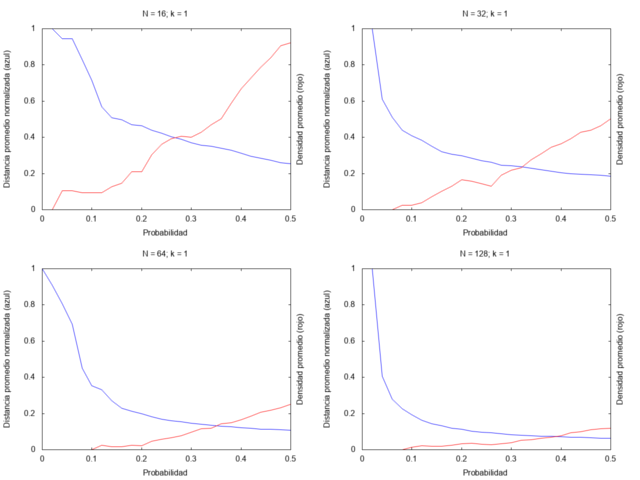 N = 16; k = 1
Distancia promedio normalizada (azul)
1
0.8
0.6
0.4
0.2
0
0 0.1 0.2 0.3 0.4 0.5
Probabilidad
Densidad promedio (rojo)
N = 32; k = 1
Distancia promedio normalizada (azul)
1
0.8
0.6
0.4
0.2
0
0 0.1 0.2 0.3 0.4 0.5
Probabilidad
Densidad promedio (rojo)
N = 64; k = 1
Distancia promedio normalizada (azul)
1
0.8
0.6
0.4
0.2
0
0 0.1 0.2 0.3 0.4 0.5
Probabilidad
Densidad promedio (rojo)
N = 128; k = 1
Distancia promedio normalizada (azul)
1
0.8
0.6
0.4
0.2
0
0 0.1 0.2 0.3 0.4 0.5
Probabilidad
Densidad promedio (rojo)